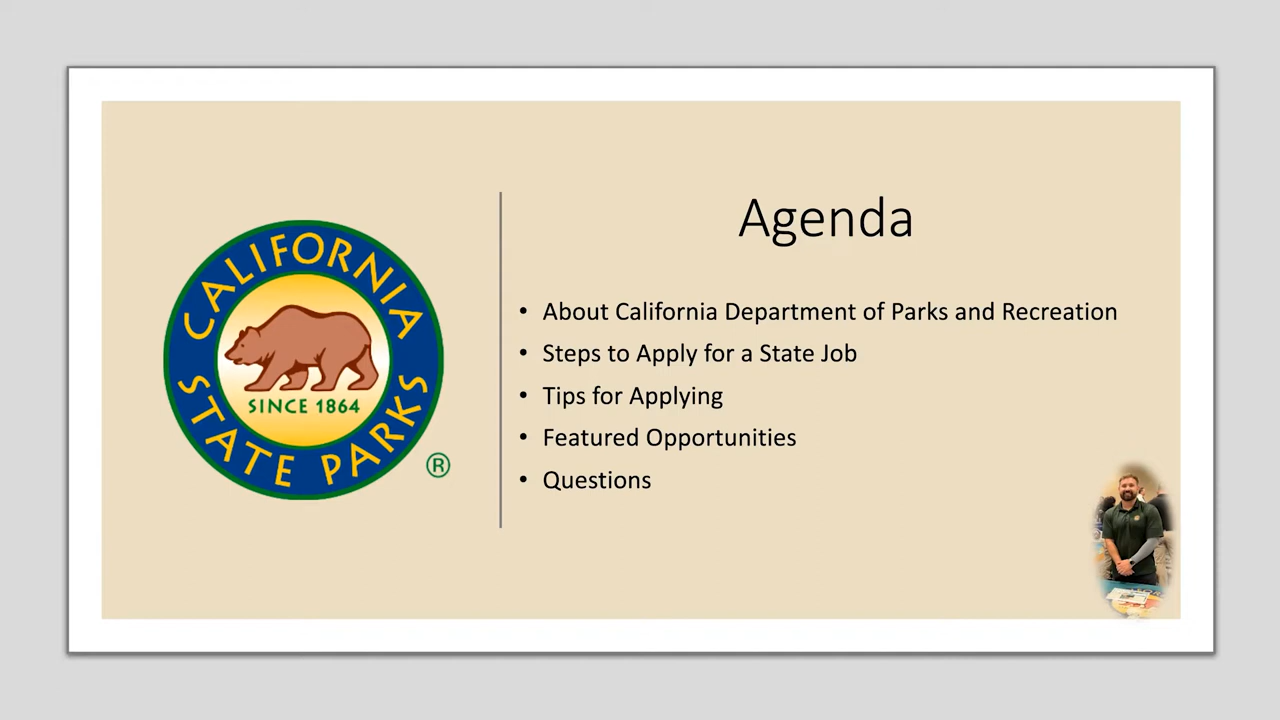 CALIFORNIA
SINCE 1864
STATE PARKS
®
Agenda
• About California Department of Parks and Recreation
• Steps to Apply for a State Job
• Tips for Applying
• Featured Opportunities
• Questions